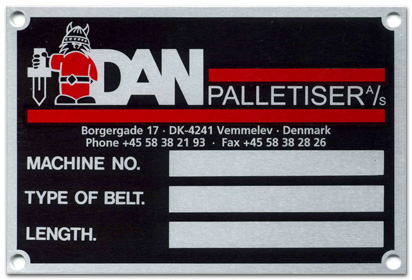 DAN
PALLETISER A/S
Borgergade 17 · DK-4241 Vemmelev · Denmark
Phone +45 58 38 21 93 · Fax +45 58 38 28 26
MACHINE NO.
TYPE OF BELT.
LENGTH.